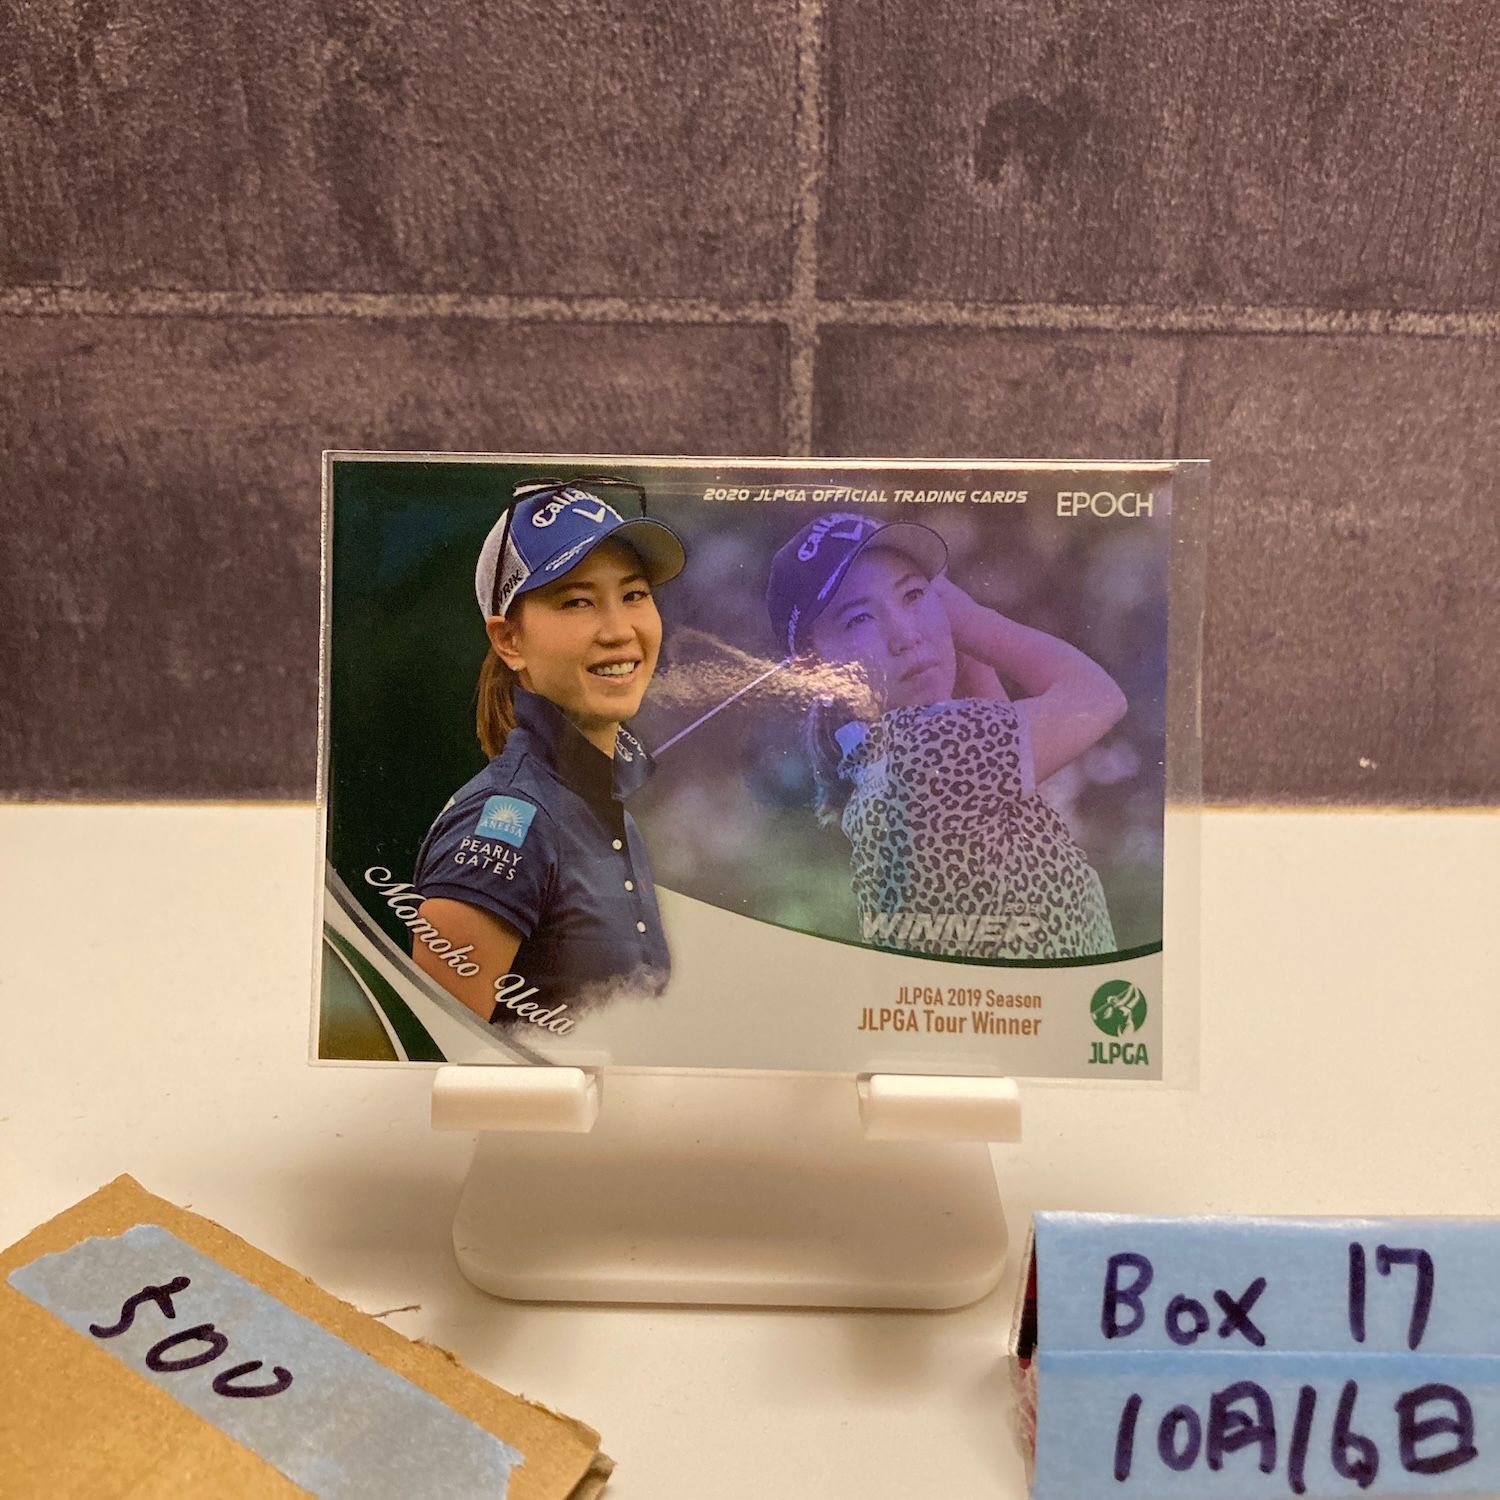 2020 JLPGA OFFICIAL TRADING CARDS
EPOCH
Callaway
ANESSA
PEARLY
GATES
Momoko Ueda
2019
WINNER
JLPGA 2019 Season
JLPGA Tour Winner
JLPGA
500
Box 17
10月16日